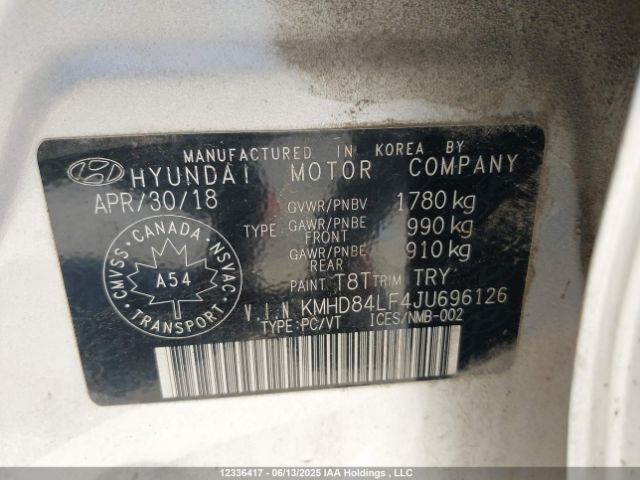 MANUFACTURED IN KOREA BY
HYUNDAI MOTOR COMPANY
APR/30/18
GVWR/PNBV 1780 kg
TYPE GAWR/PNBE FRONT 990 kg
GAWR/PNBE REAR 910 kg
PAINT T8T TRIM TRY
CANADA
CMVSS NSVAC
A54
TRANSPORT
V.I.N KMHD84LF4JU696126
TYPE:PC/VT ICES/NMB-002
12336417 - 06/13/2025 IAA Holdings , LLC